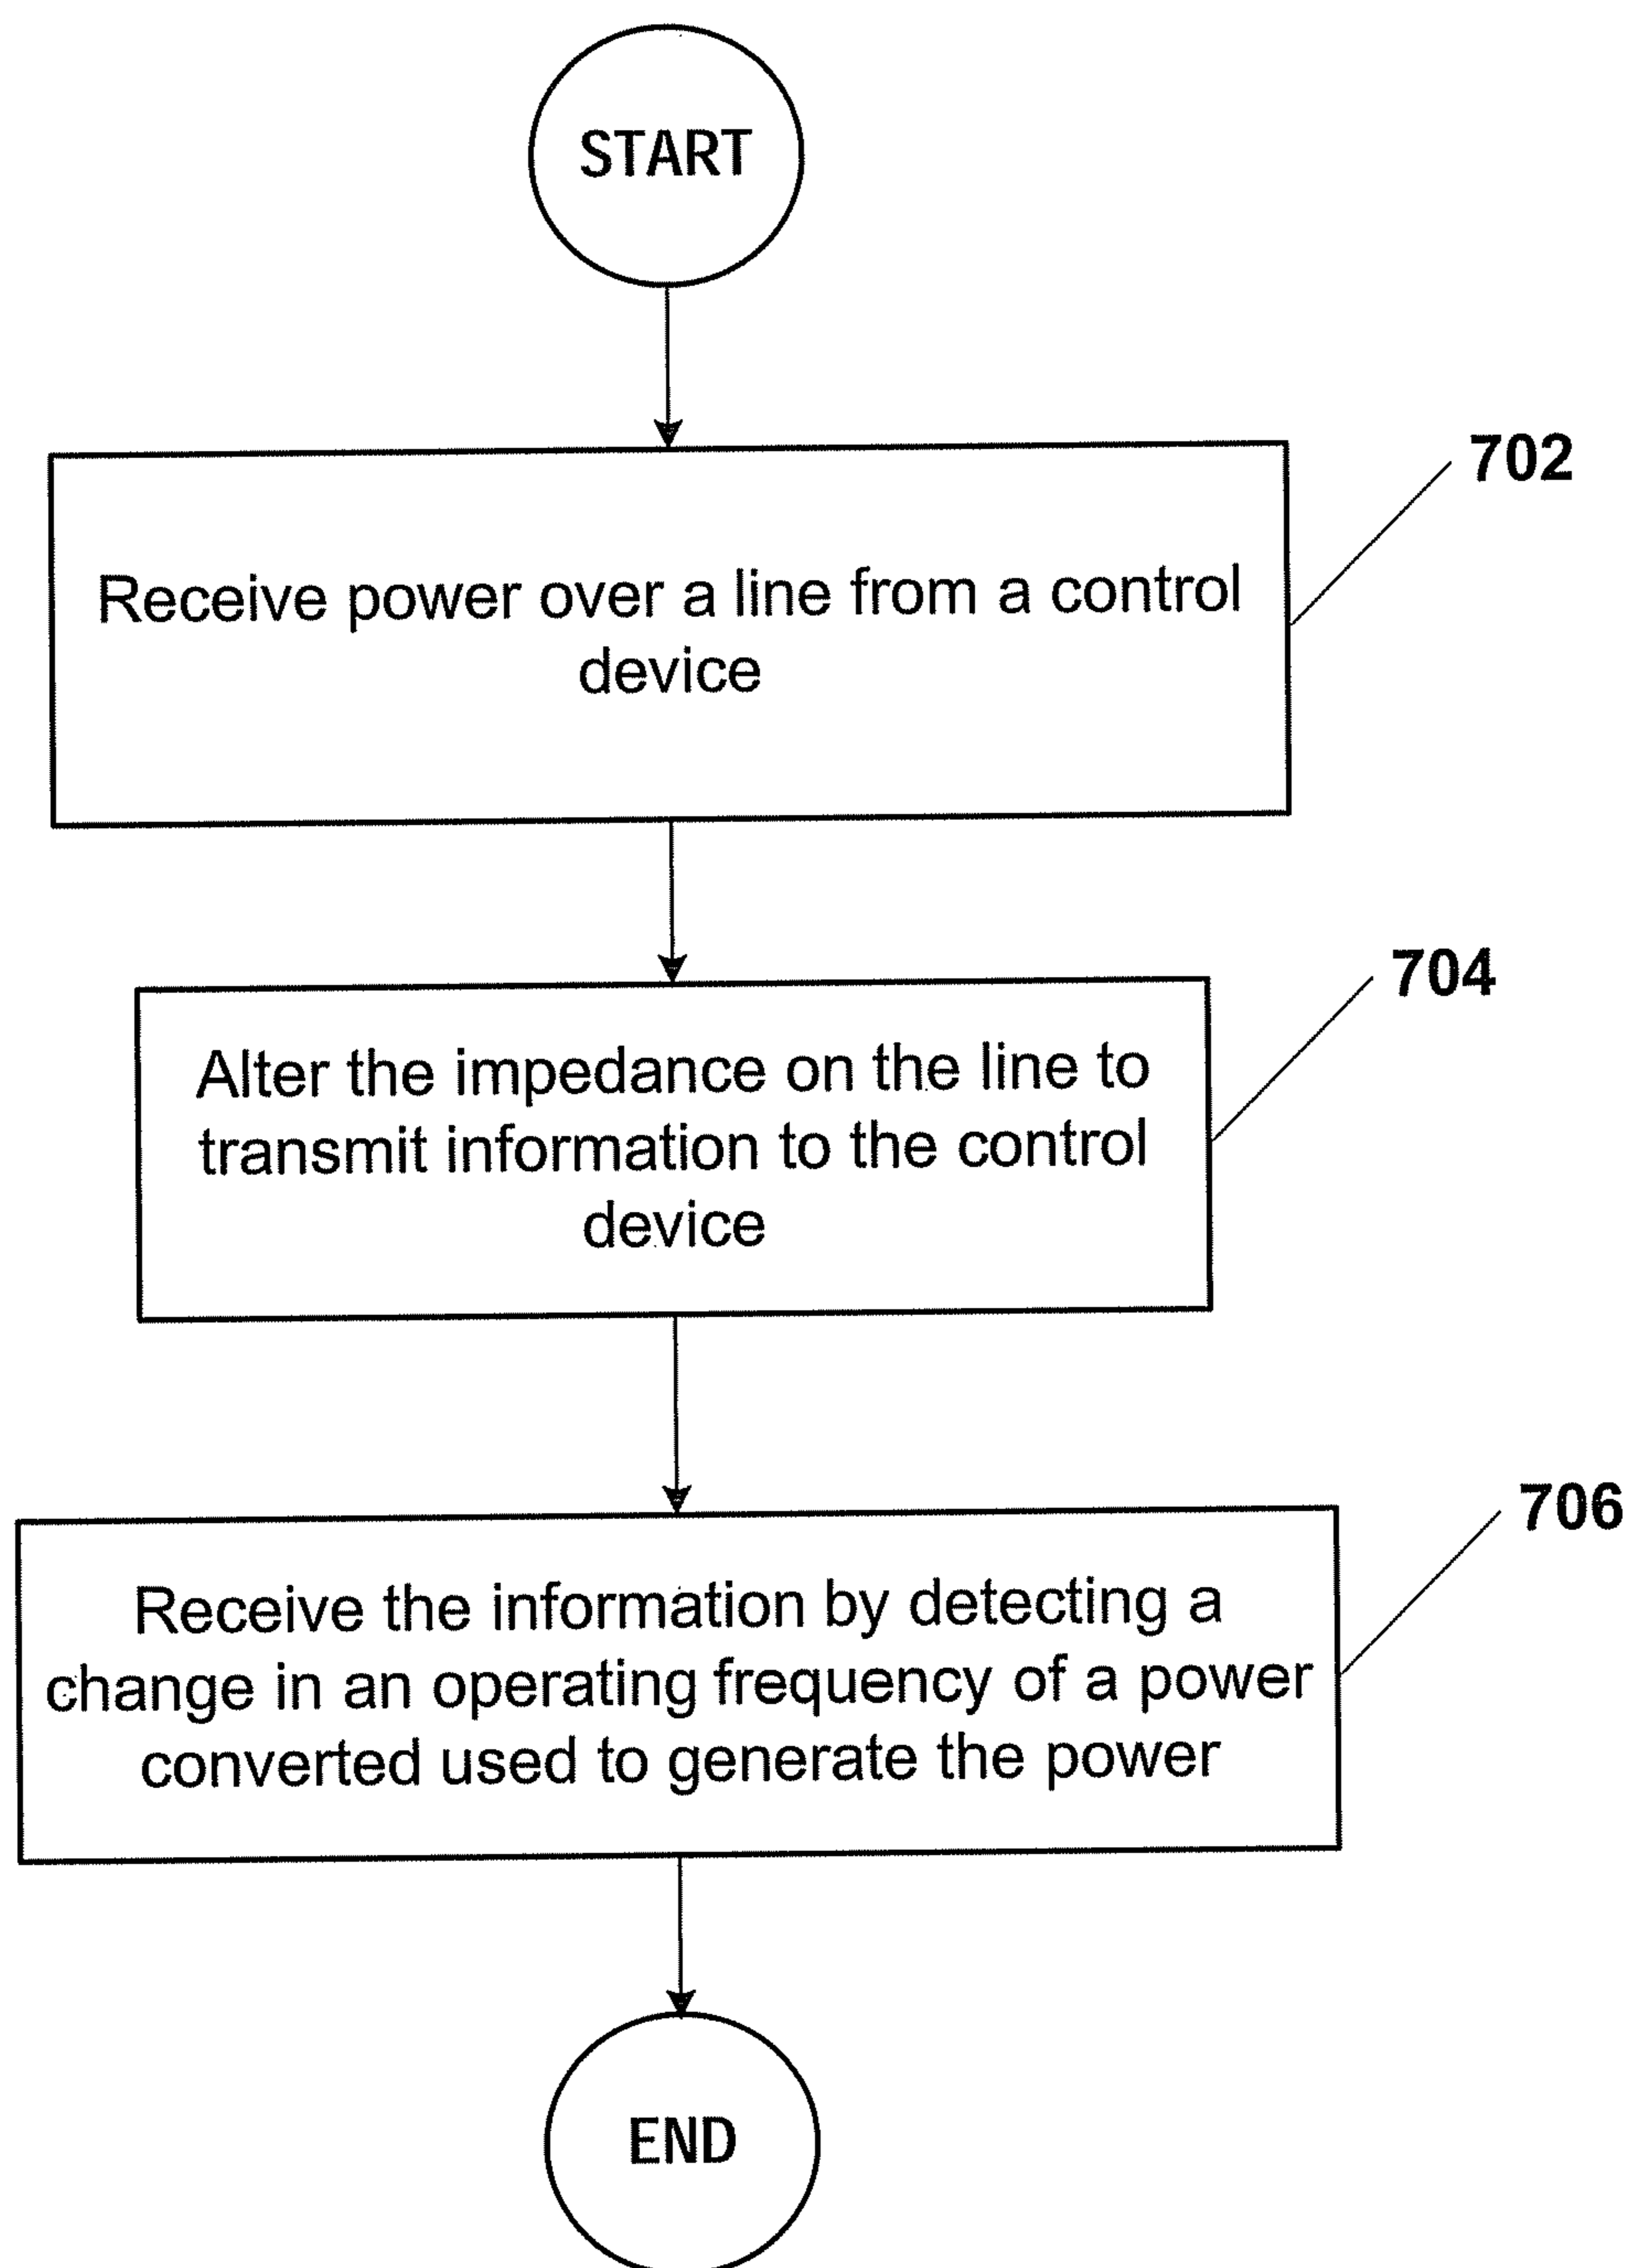 START
702
Receive power over a line from a control
device
704
Alter the impedance on the line to
transmit information to the control
device
706
Receive the information by detecting a
change in an operating frequency of a power
converted used to generate the power
END